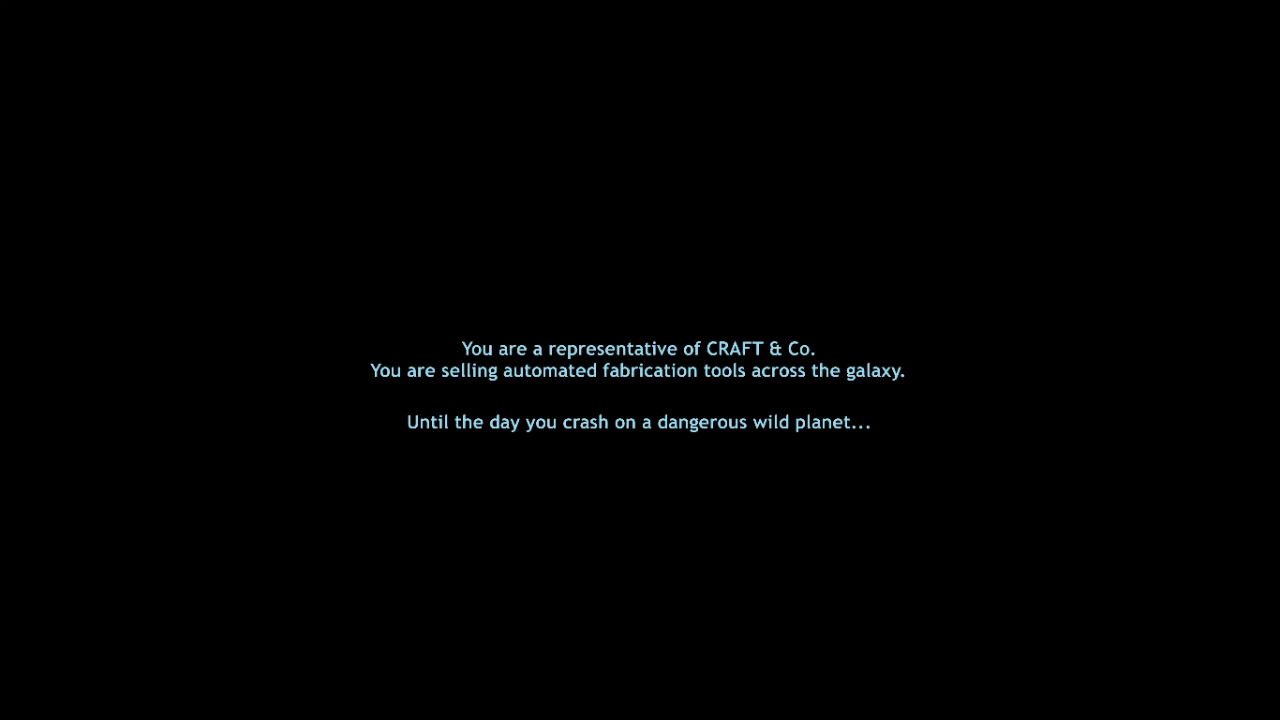 You are a representative of CRAFT & Co.
You are selling automated fabrication tools across the galaxy.
Until the day you crash on a dangerous wild planet...